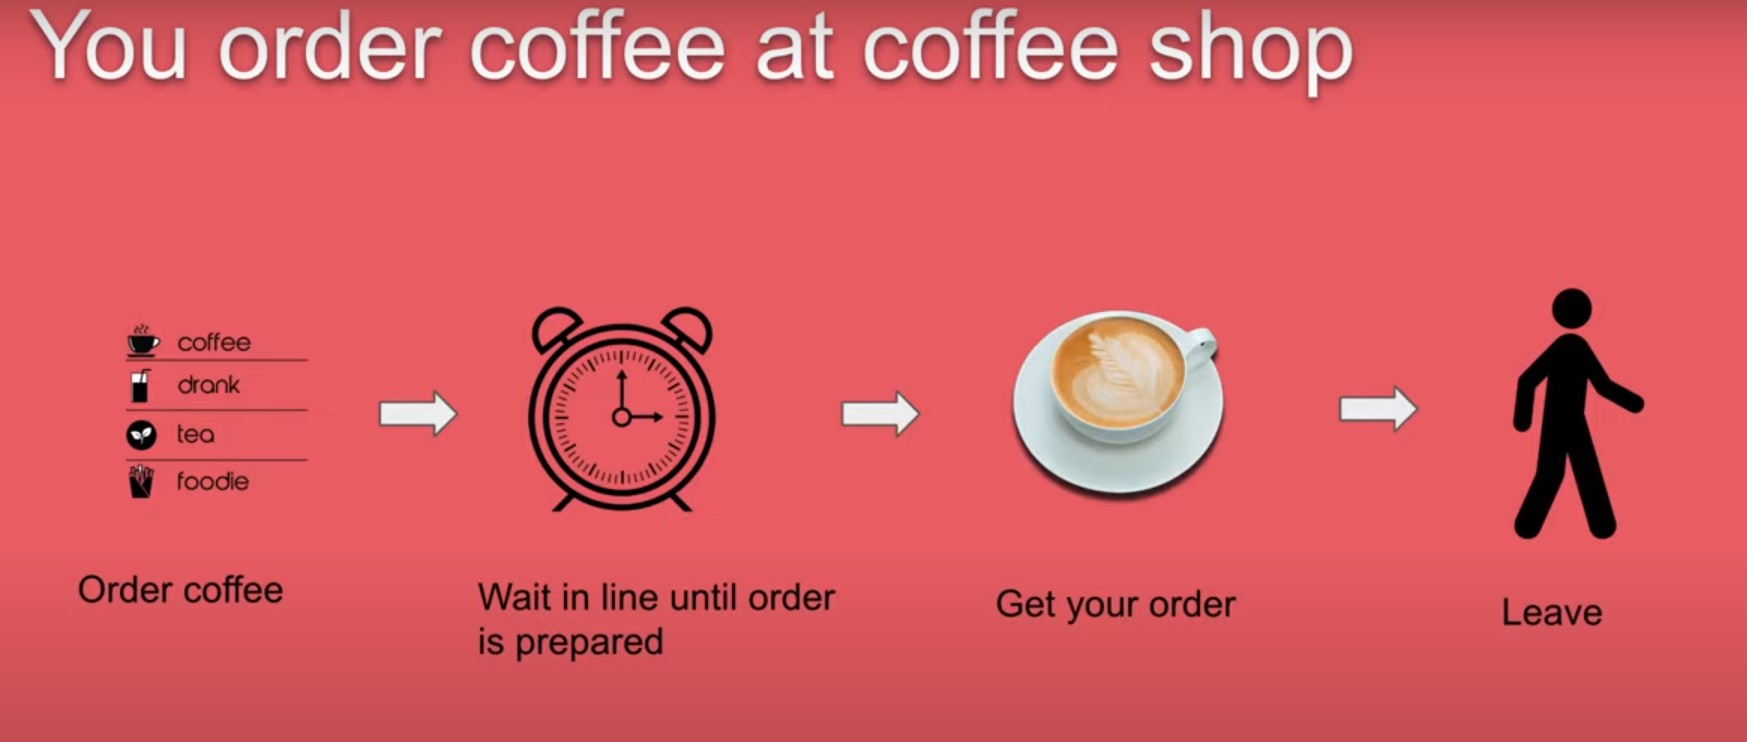 You order coffee at coffee shop
coffee
drank
tea
foodie
Order coffee
Wait in line until order
is prepared
Get your order
Leave